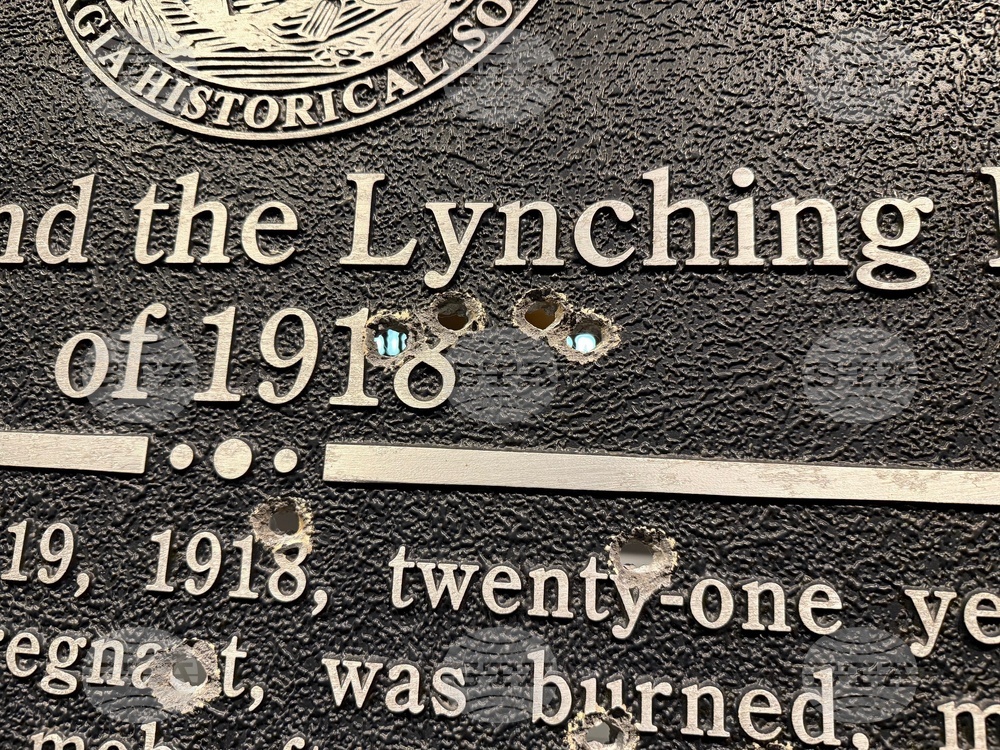 GIA HISTORICAL SO
nd the Lynching
of 1918
19, 1918, twenty-one ye
regnant, was burned, m